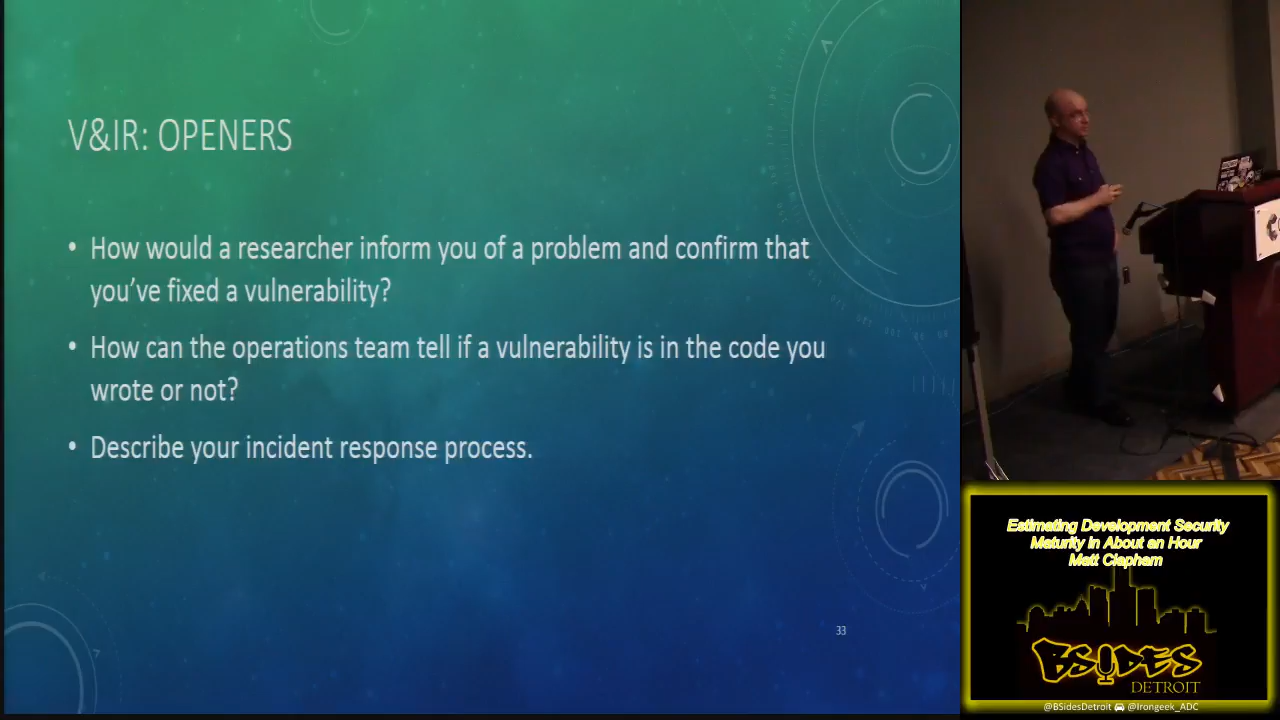 V&IR: OPENERS
• How would a researcher inform you of a problem and confirm that
you've fixed a vulnerability?
• How can the operations team tell if a vulnerability is in the code you
wrote or not?
• Describe your incident response process.
33
Estimating Development Security
Maturity in About an Hour
Matt Clapham
BSIDES
DETROIT
@BSidesDetroit @Irongeek_ADC